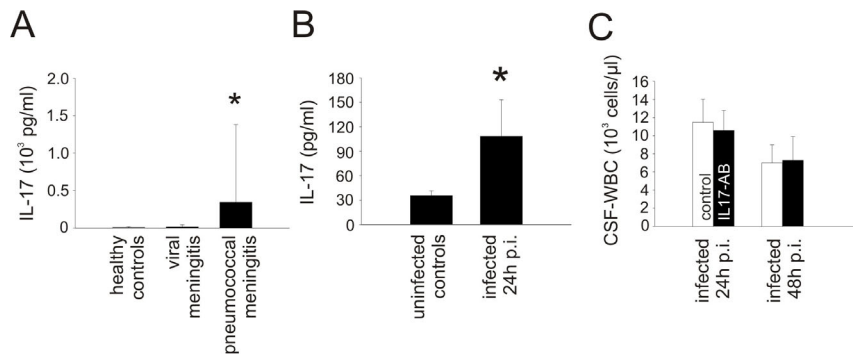 A
IL-17 (10³ pg/ml)
2.0
1.5
1.0
0.5
0
*
healthy
controls
viral
meningitis
pneumococcal
meningitis
B
IL-17 (pg/ml)
180
150
120
90
60
30
0
*
uninfected
controls
infected
24h p.i.
C
CSF-WBC (10³ cells/µl)
16
14
12
10
8
6
4
2
0
control
IL17-AB
infected
24h p.i.
infected
48h p.i.